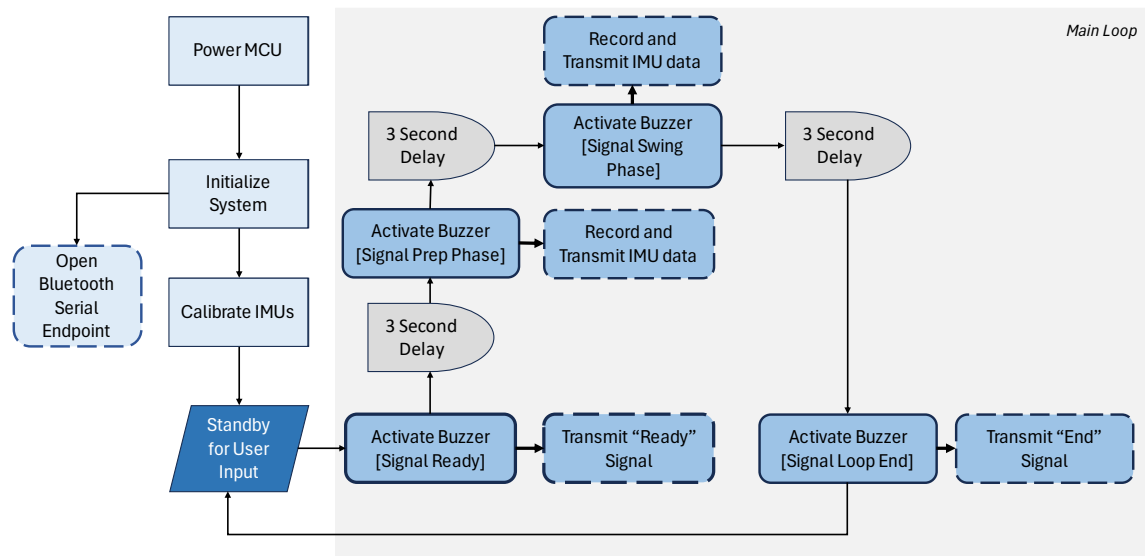 Main Loop
Power MCU
Initialize
System
Open
Bluetooth
Serial
Endpoint
Calibrate IMUs
Standby
for User
Input
Activate Buzzer
[Signal Ready]
Transmit “Ready”
Signal
3 Second
Delay
Activate Buzzer
[Signal Prep Phase]
Record and
Transmit IMU data
3 Second
Delay
Activate Buzzer
[Signal Swing
Phase]
Record and
Transmit IMU data
3 Second
Delay
Activate Buzzer
[Signal Loop End]
Transmit “End”
Signal